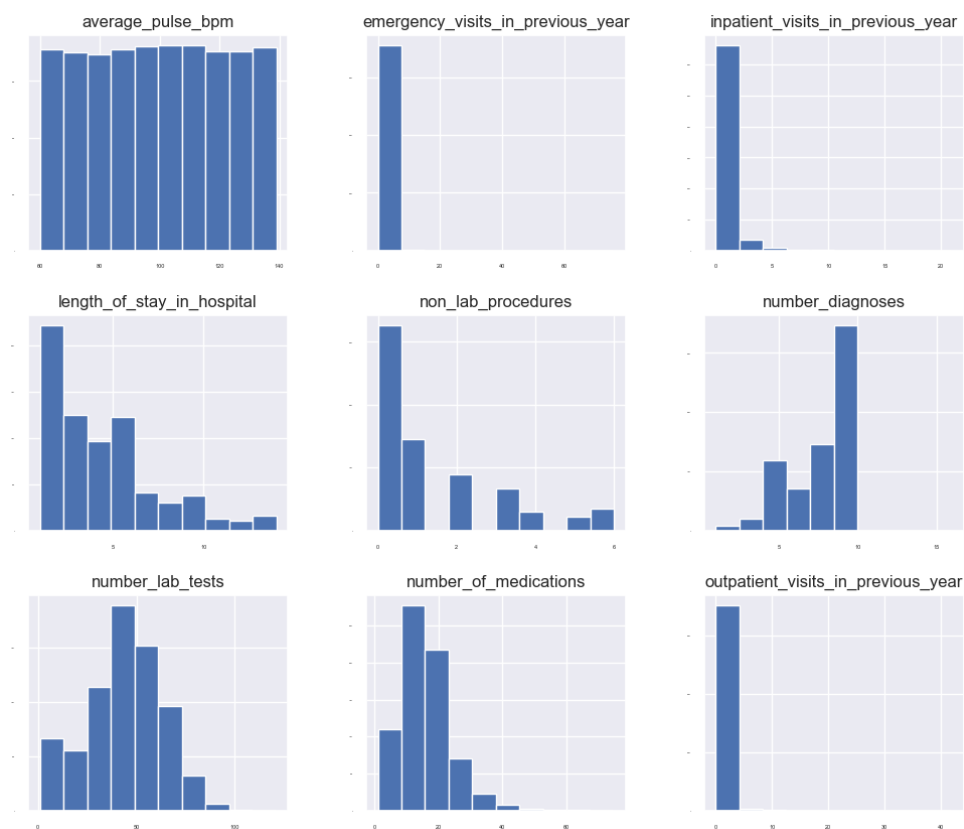 average_pulse_bpm
emergency_visits_in_previous_year
inpatient_visits_in_previous_year
60 80 100 120 140
0 20 40 60
0 5 10 15 20
length_of_stay_in_hospital
non_lab_procedures
number_diagnoses
5 10
0 2 4 6
5 10 15
number_lab_tests
number_of_medications
outpatient_visits_in_previous_year
0 50 100
0 20 40 60
0 10 20 30 40